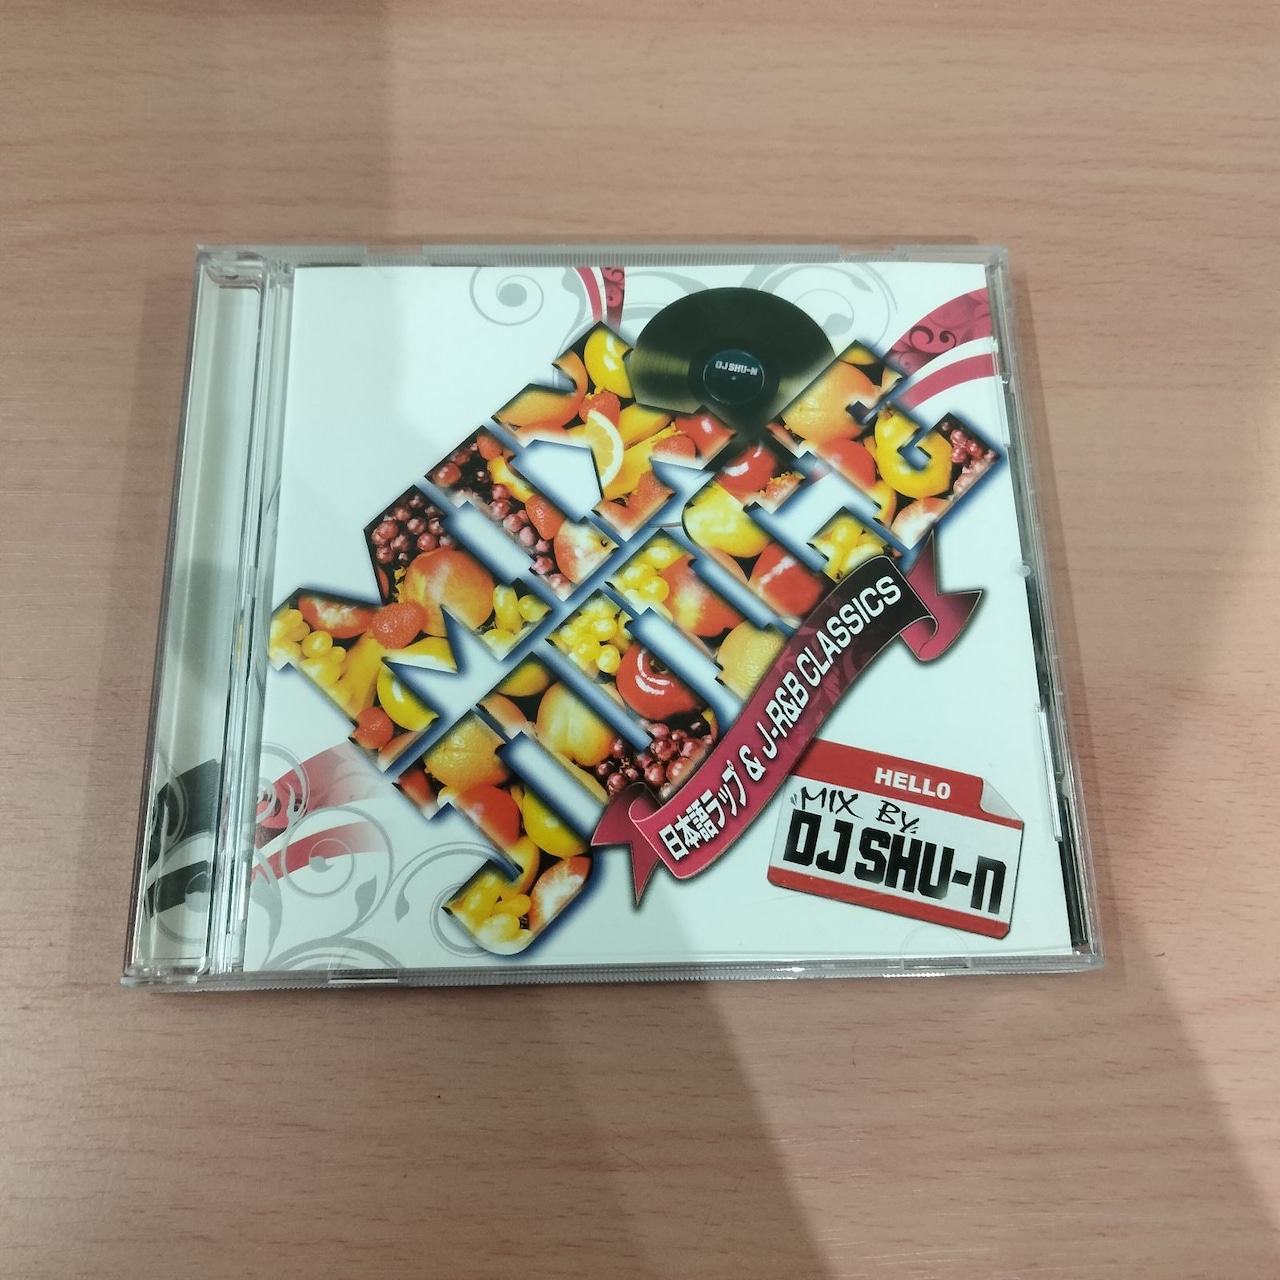 DJ SHU-N
MIX
JUICE
日本語ラップ & J-R&B CLASSICS
HELLO
MIX BY
DJ SHU-N